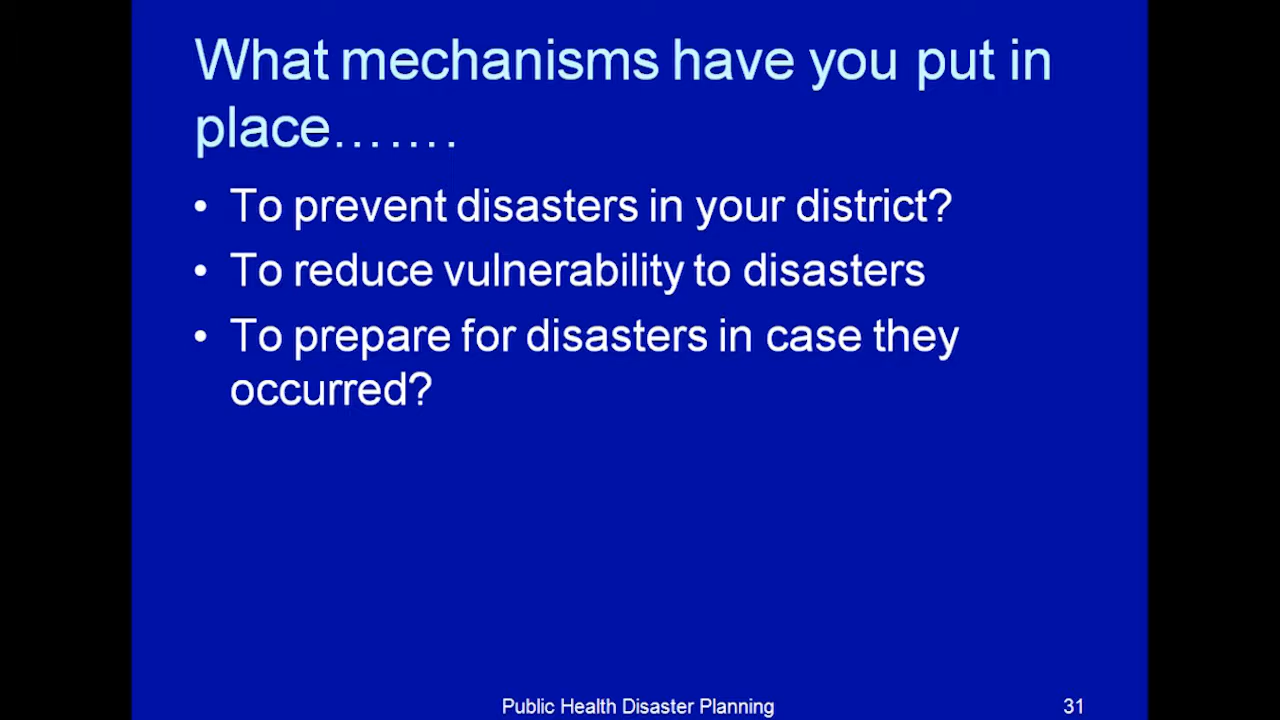 What mechanisms have you put in
place…….
• To prevent disasters in your district?
• To reduce vulnerability to disasters
• To prepare for disasters in case they
occurred?
Public Health Disaster Planning
31